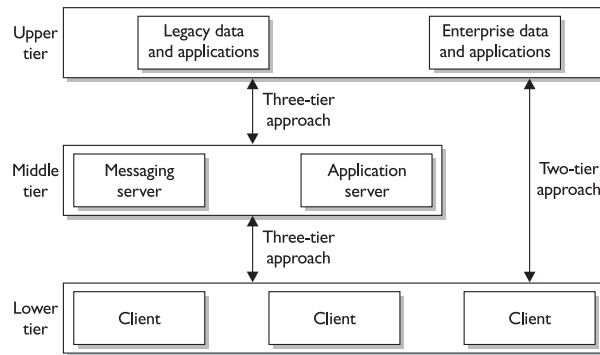 Upper
tier
Legacy data
and applications
Enterprise data
and applications
Three-tier
approach
Middle
tier
Messaging
server
Application
server
Two-tier
approach
Three-tier
approach
Lower
tier
Client
Client
Client